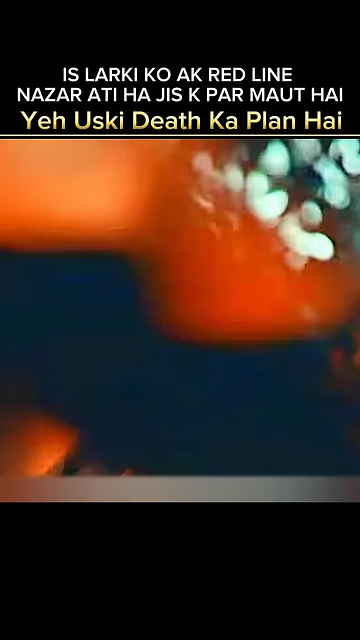 IS LARKI KO AK RED LINE
NAZAR ATI HA JIS K PAR MAUT HAI
Yeh Uski Death Ka Plan Hai